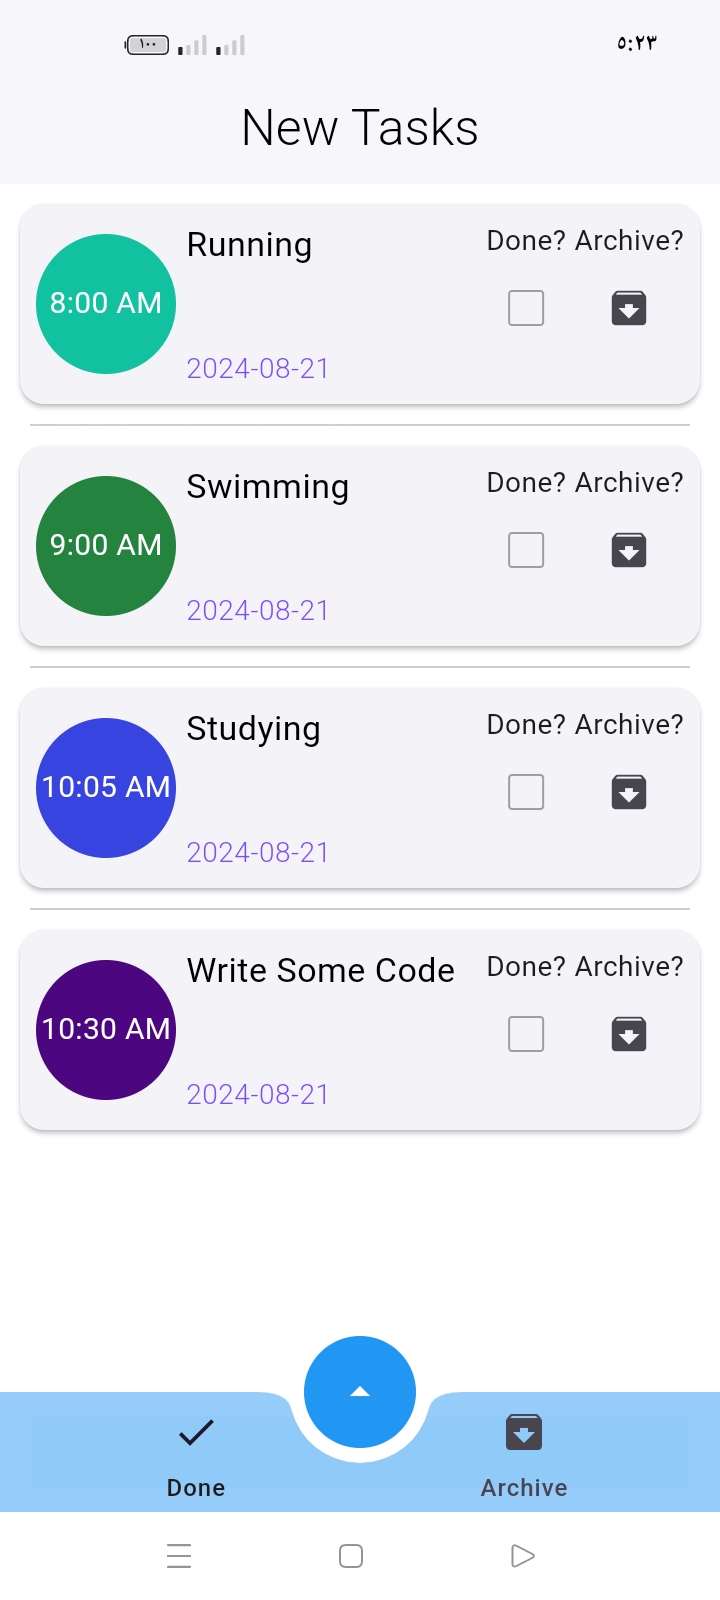 ١٠٠ ٥:٢٣
New Tasks
8:00 AM
Running
Done? Archive?
2024-08-21
9:00 AM
Swimming
Done? Archive?
2024-08-21
10:05 AM
Studying
Done? Archive?
2024-08-21
10:30 AM
Write Some Code
Done? Archive?
2024-08-21
Done
Archive